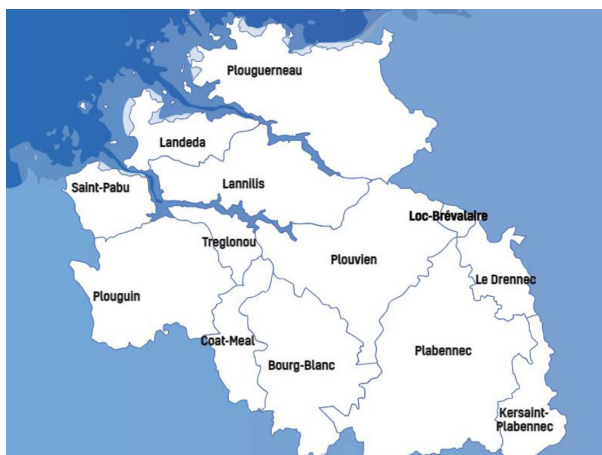 Plouguerneau
Landeda
Lannilis
Saint-Pabu
Loc-Brévalaire
Treglonou
Plouvien
Le Drennec
Plouguin
Coat-Meal
Bourg-Blanc
Plabennec
Kersaint-
Plabennec